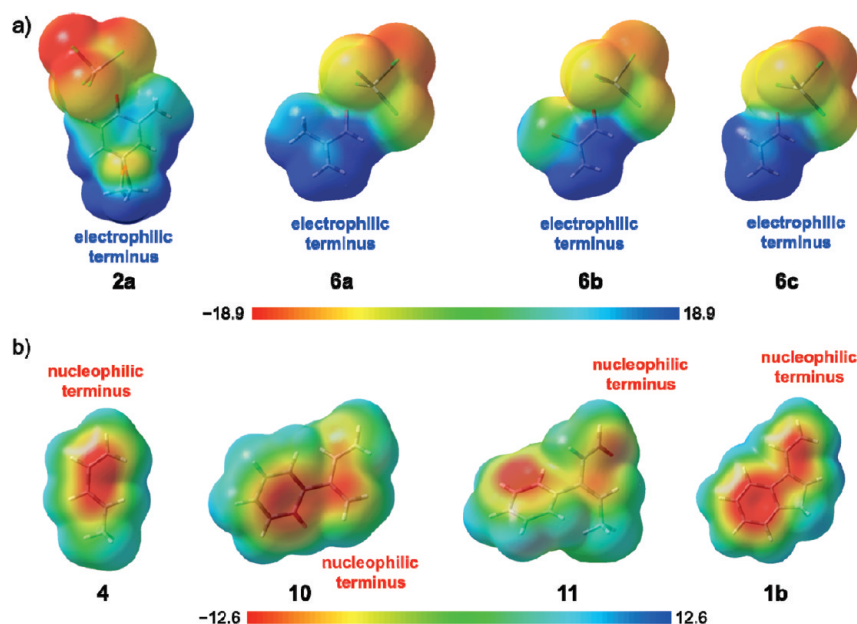 a)
electrophilic
terminus
2a
electrophilic
terminus
6a
electrophilic
terminus
6b
electrophilic
terminus
6c
−18.9
18.9
b)
nucleophilic
terminus
4
nucleophilic
terminus
10
nucleophilic
terminus
11
nucleophilic
terminus
1b
−12.6
12.6